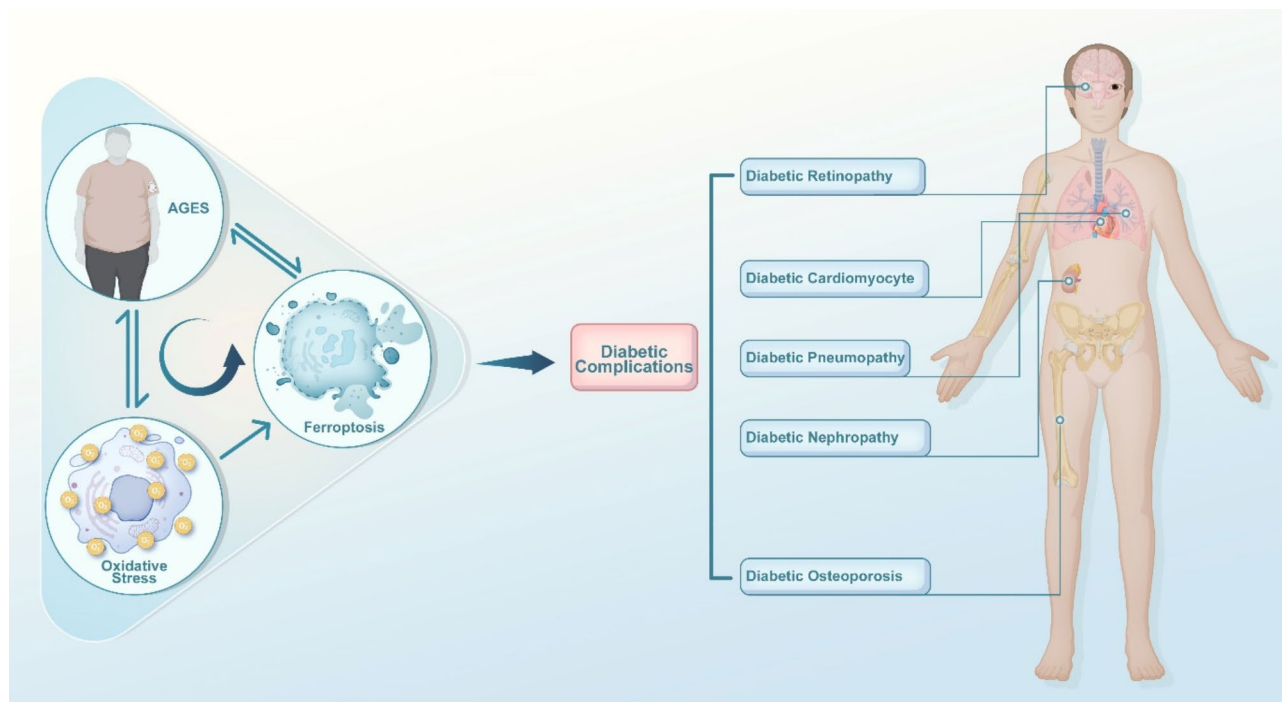 AGES
Ferroptosis
Oxidative
Stress
Diabetic
Complications
Diabetic Retinopathy
Diabetic Cardiomyocyte
Diabetic Pneumopathy
Diabetic Nephropathy
Diabetic Osteoporosis